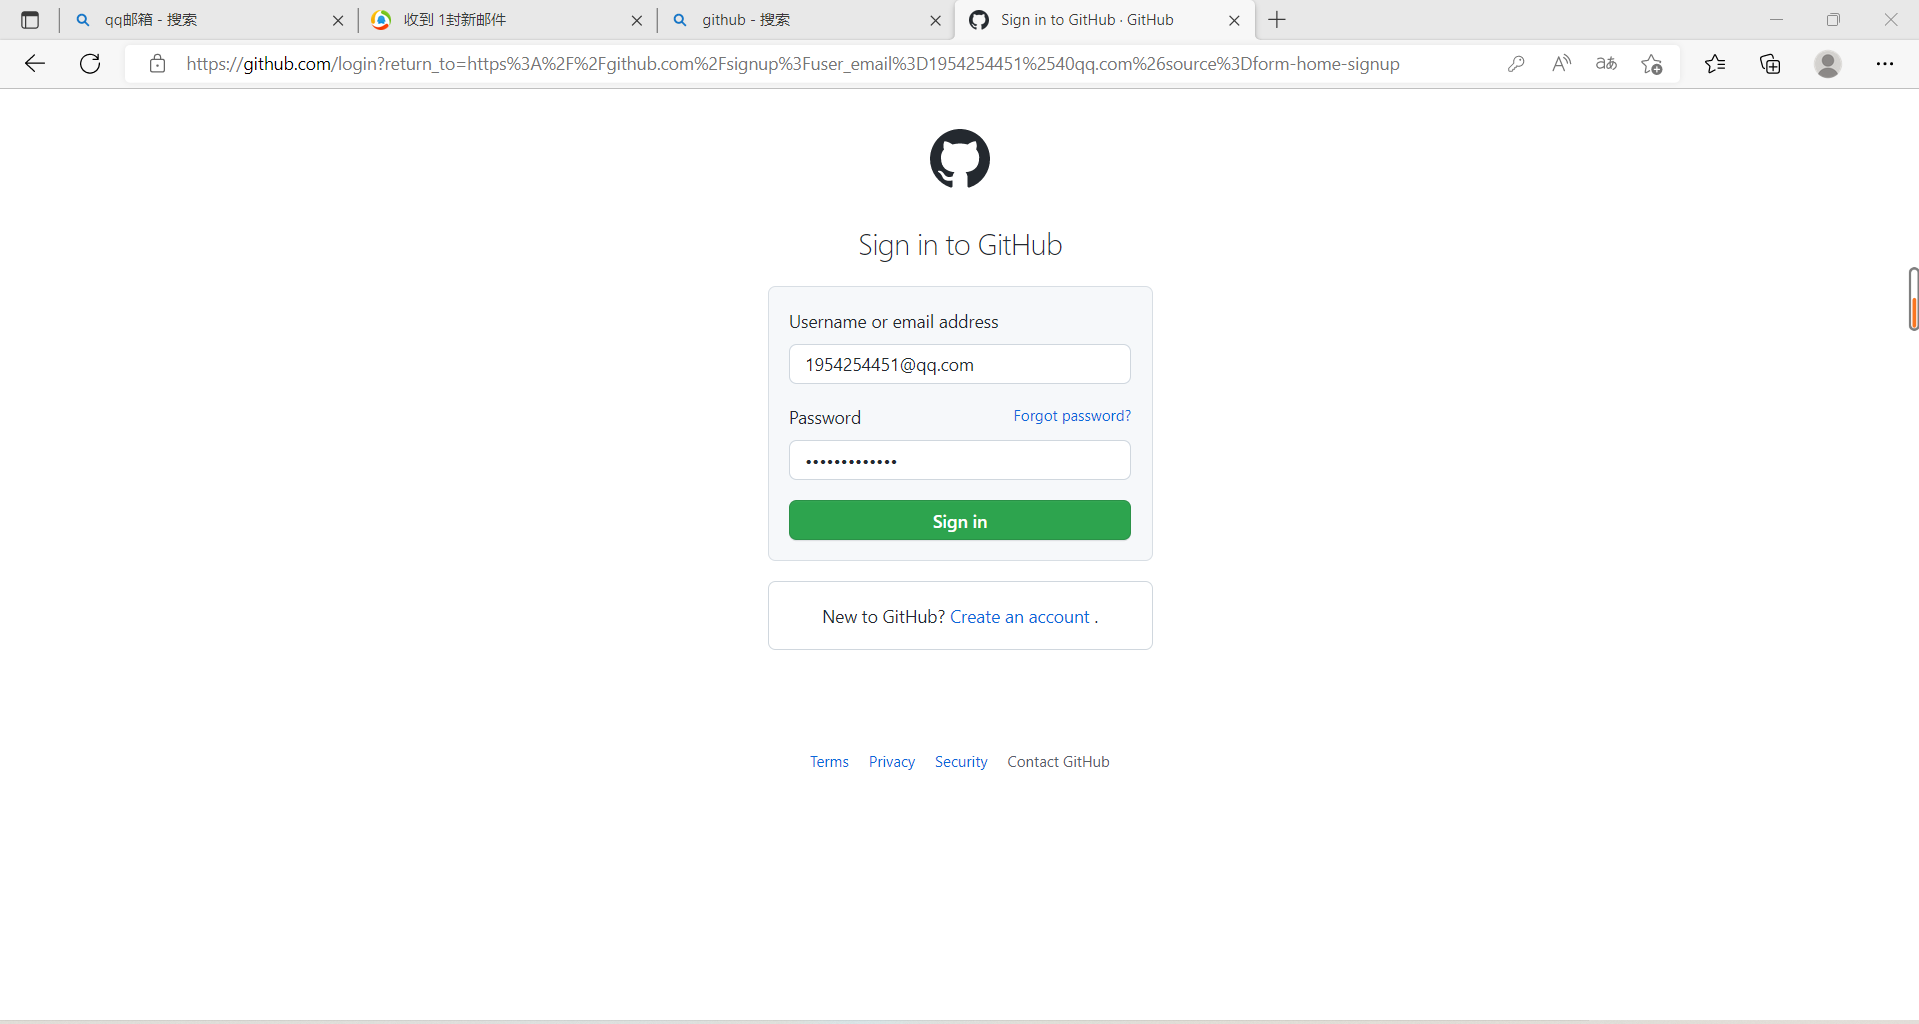 qq邮箱 - 搜索
收到 1封新邮件
github - 搜索
Sign in to GitHub · GitHub
https://github.com/login?return_to=https%3A%2F%2Fgithub.com%2Fsignup%3Fuser_email%3D1954254451%2540qq.com%26source%3Dform-home-signup
Sign in to GitHub
Username or email address
1954254451@qq.com
Password
Forgot password?
•••••••••••••
Sign in
New to GitHub? Create an account .
Terms Privacy Security Contact GitHub